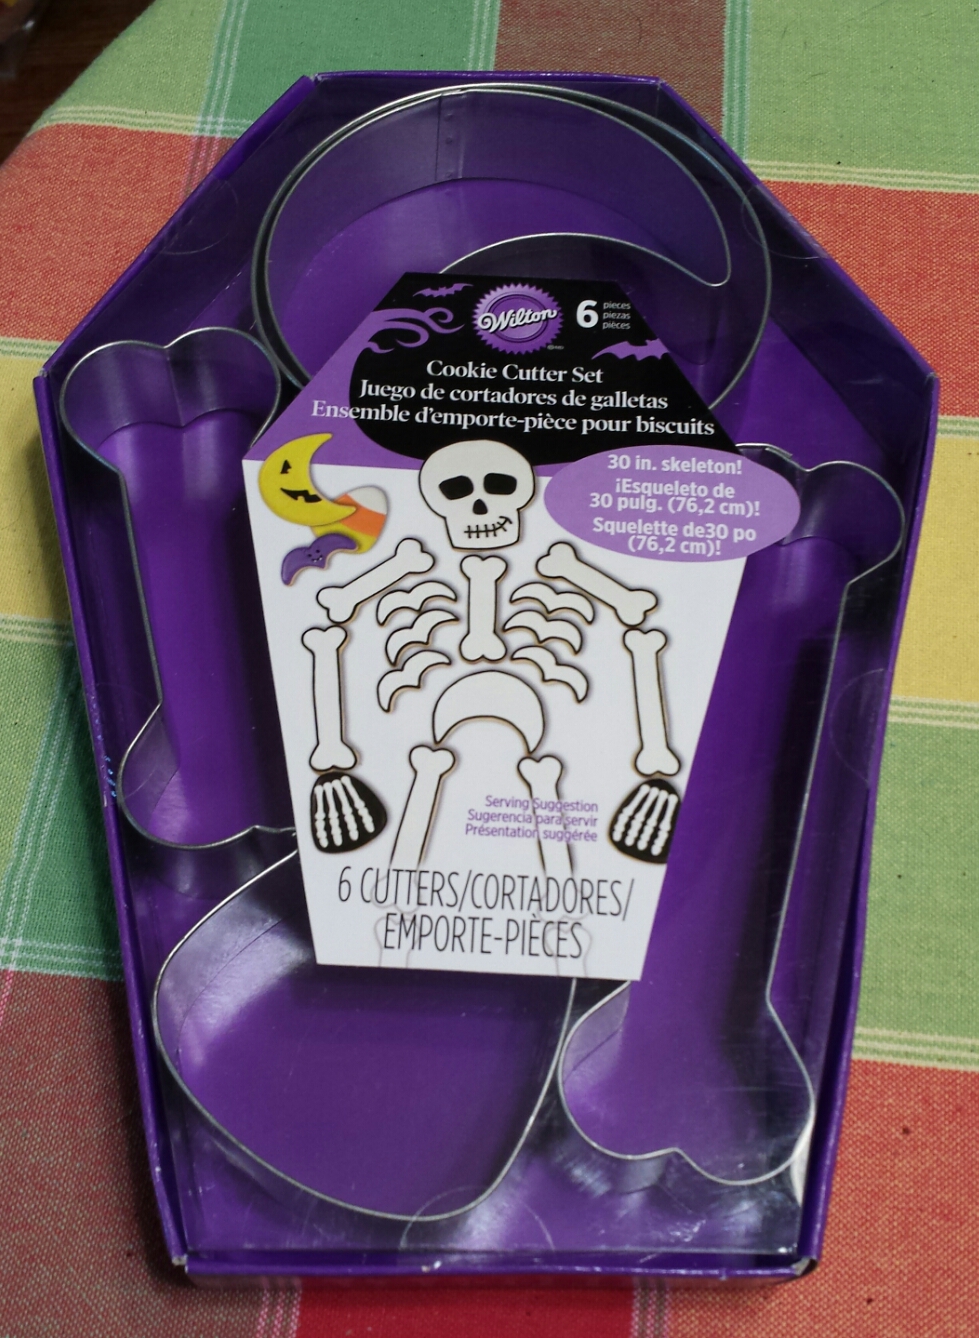 Wilton
6
pieces
piezas
pièces
Cookie Cutter Set
Juego de cortadores de galletas
Ensemble d'emporte-pièce pour biscuits
30 in. skeleton!
¡Esqueleto de
30 pulg. (76,2 cm)!
Squelette de30 po
(76,2 cm)!
Serving Suggestion
Sugerencia para servir
Présentation suggérée
6 CUTTERS/CORTADORES/
EMPORTE-PIÈCES